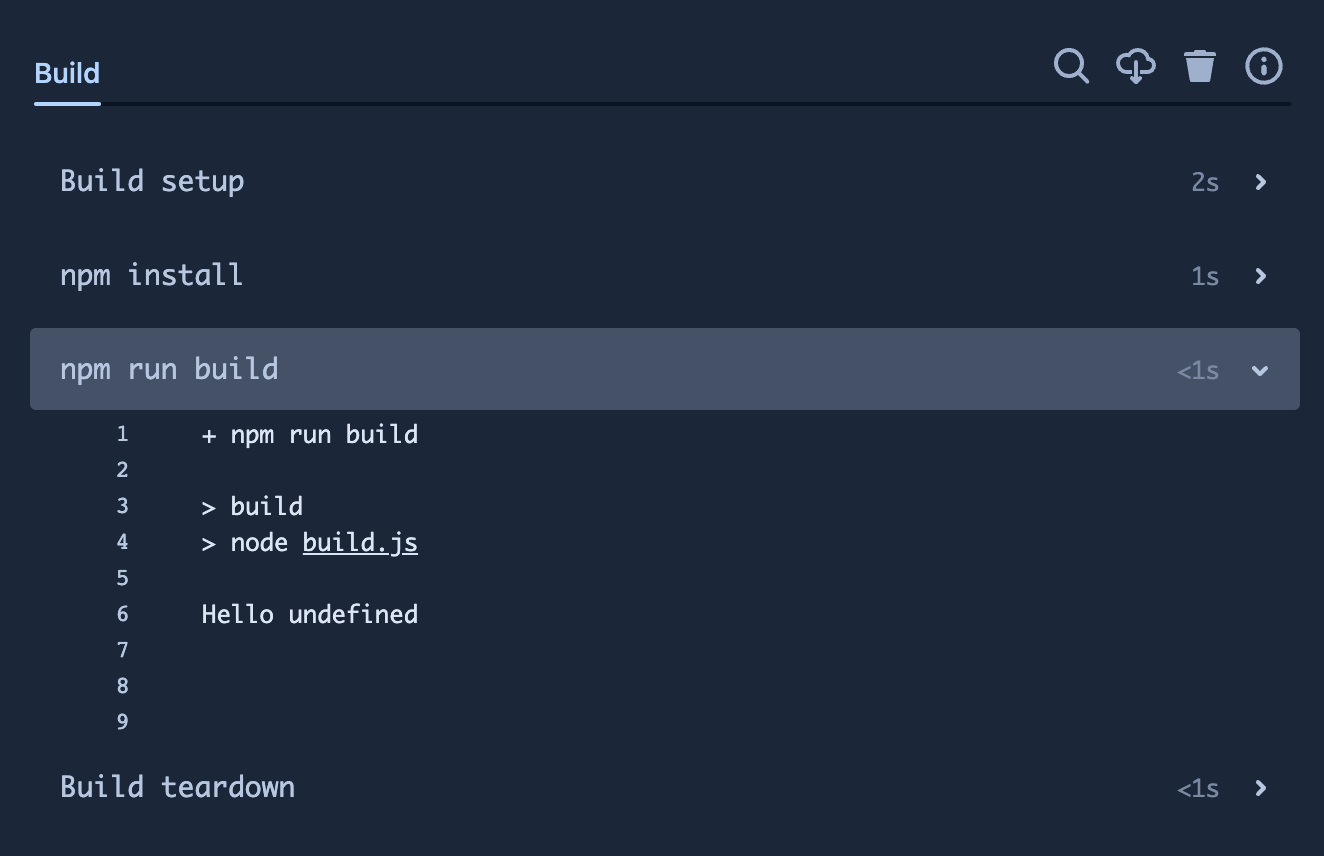 Build
Build setup 2s
npm install 1s
npm run build <1s
1 + npm run build
2
3 > build
4 > node build.js
5
6 Hello undefined
7
8
9
Build teardown <1s